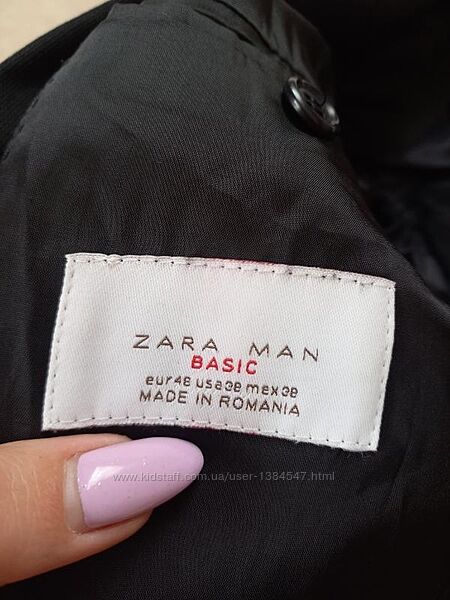 ZARA MAN
BASIC
eur48 usa38 mex38
MADE IN ROMANIA
www.kidstaff.com.ua/user-1384547.html